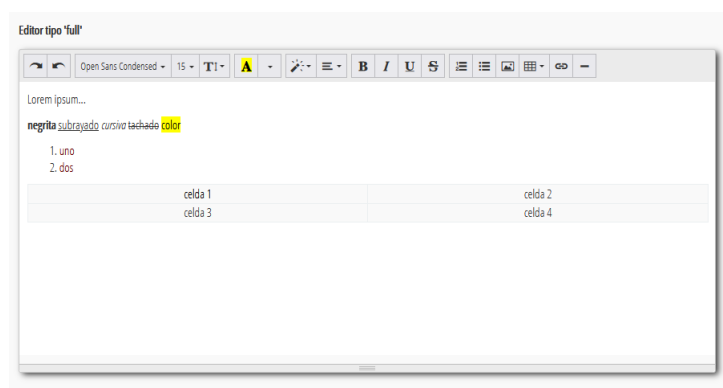 Editor tipo 'full'
Open Sans Condensed 15 T A B I U S
Lorem ipsum...
negrita subrayado cursiva tachado color
1. uno
2. dos
celda 1 celda 2
celda 3 celda 4